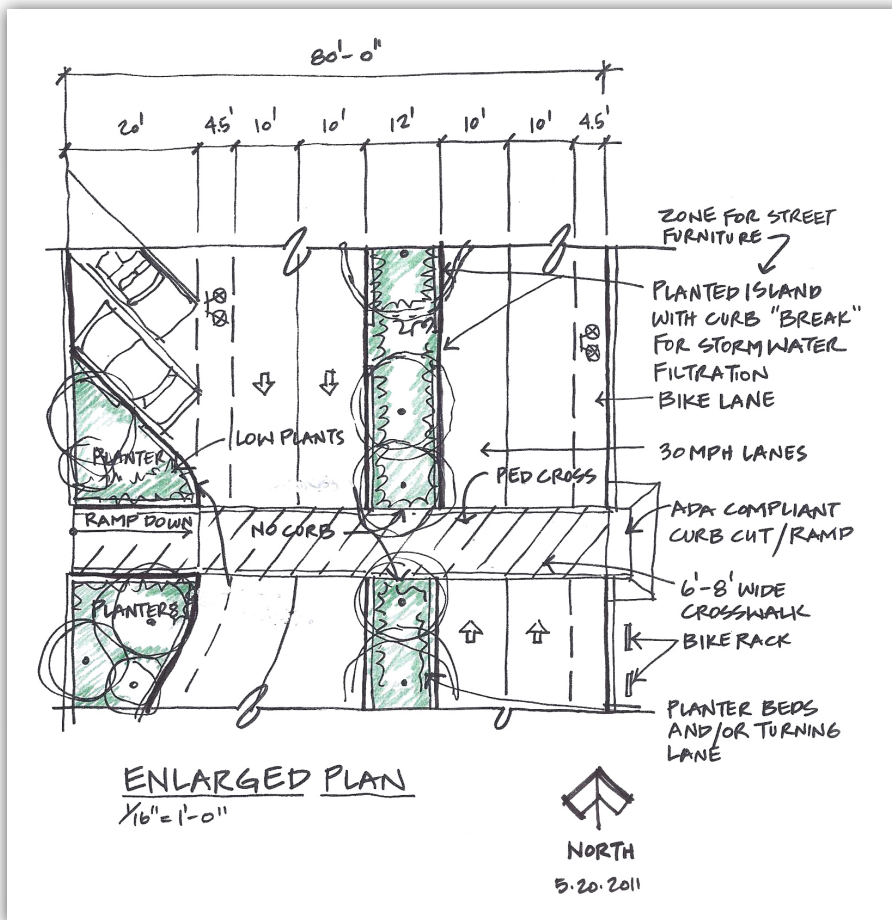 80'-0"
20' 4.5' 10' 10' 12' 10' 10' 4.5'
ZONE FOR STREET
FURNITURE
PLANTED ISLAND
WITH CURB "BREAK"
FOR STORMWATER
FILTRATION
BIKE LANE
LOW PLANTS
30 MPH LANES
PLANTER
PED CROSS
RAMP DOWN
NO CURB
ADA COMPLIANT
CURB CUT/RAMP
6'-8' WIDE
CROSSWALK
PLANTERS
BIKE RACK
PLANTER BEDS
AND/OR TURNING
LANE
ENLARGED PLAN
1/16" = 1'-0"
NORTH
5.20.2011